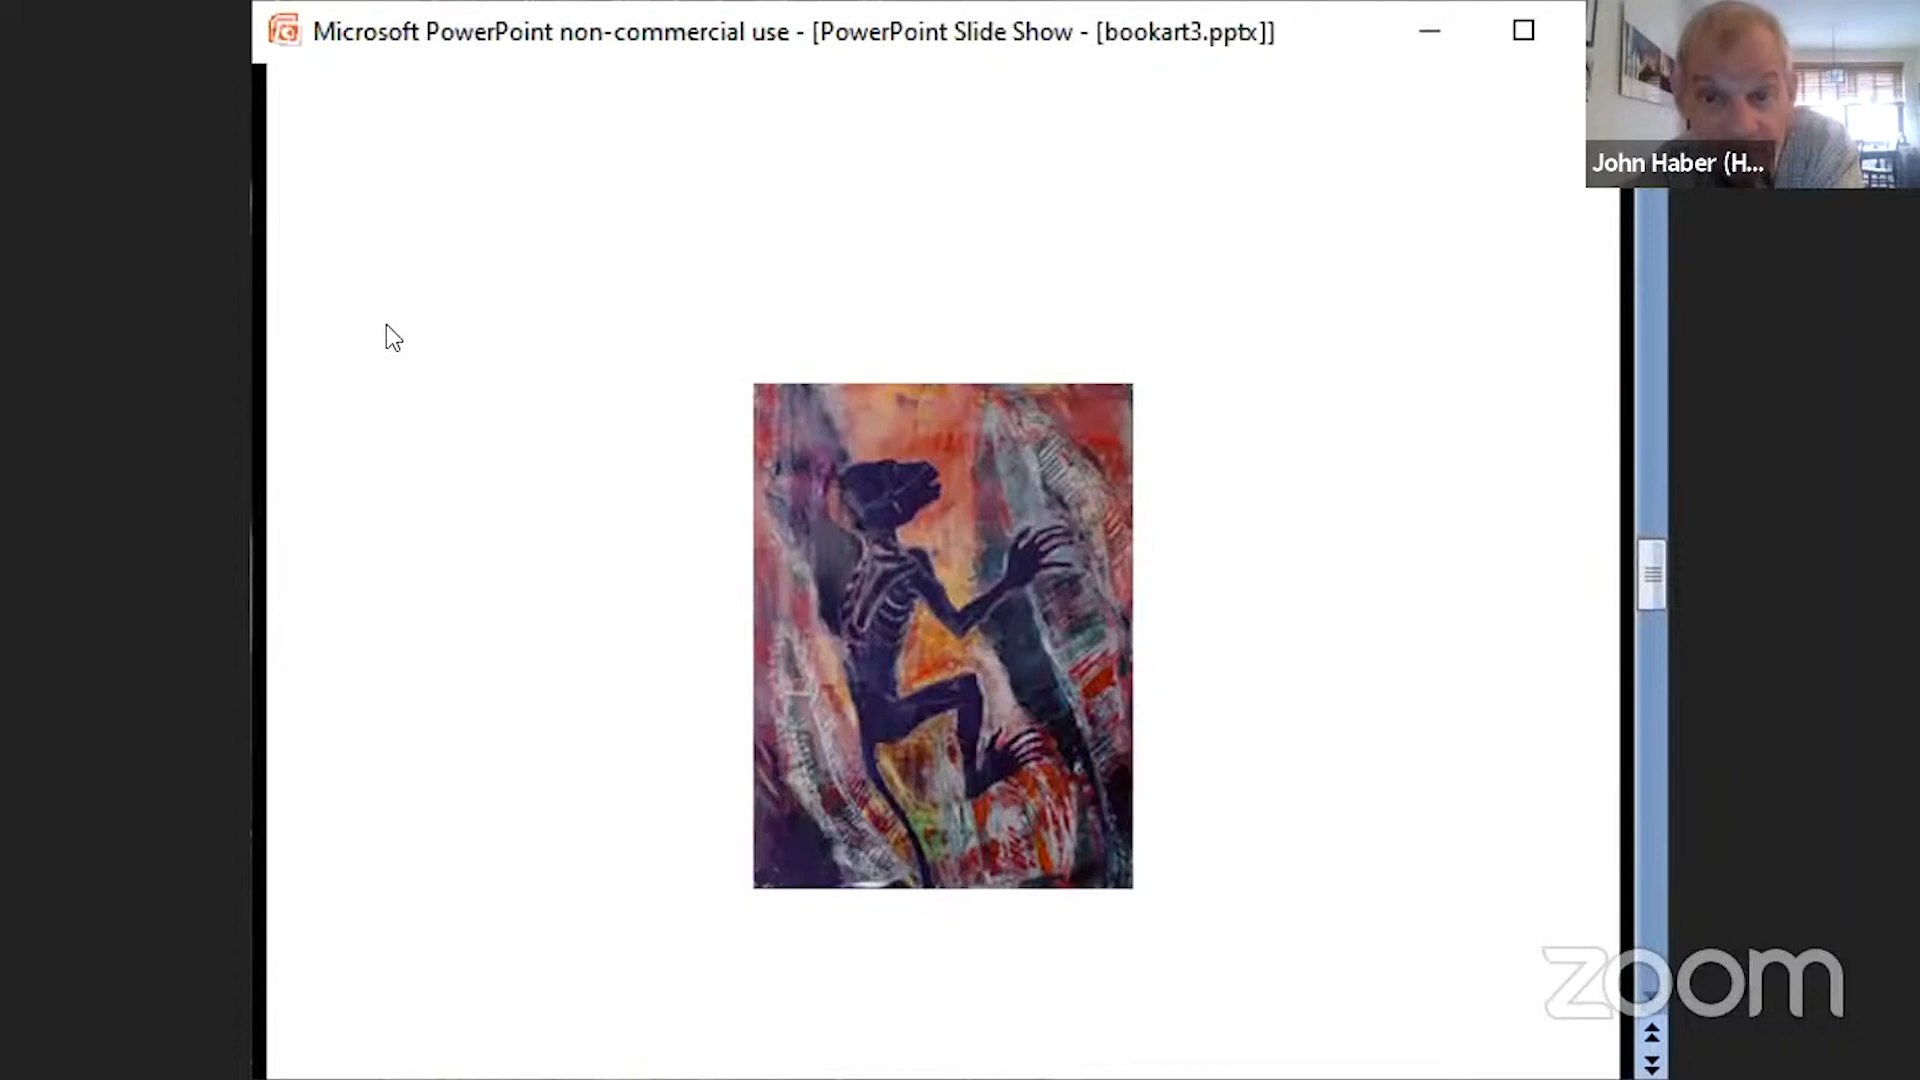 Microsoft PowerPoint non-commercial use - [PowerPoint Slide Show - [bookart3.pptx]]
John Haber (H...
zoom